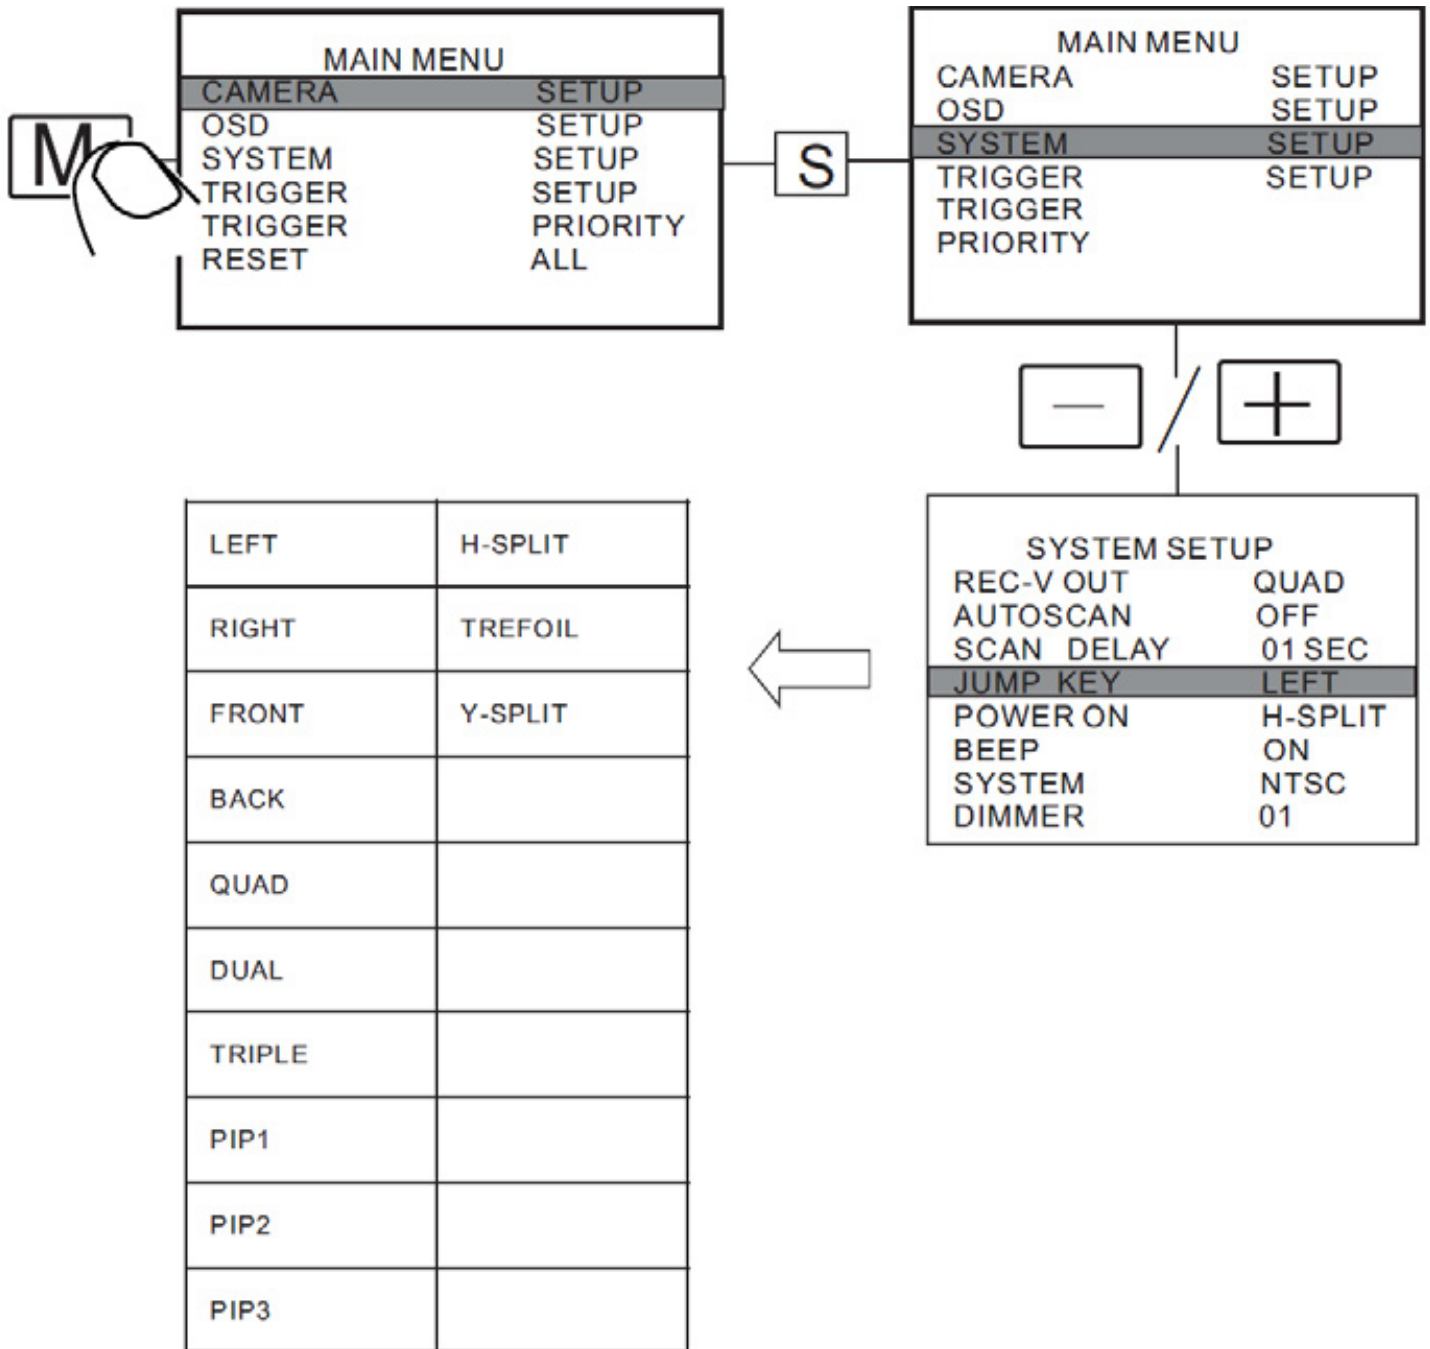 M
MAIN MENU
CAMERA SETUP
OSD SETUP
SYSTEM SETUP
TRIGGER SETUP
TRIGGER PRIORITY
RESET ALL
S
MAIN MENU
CAMERA SETUP
OSD SETUP
SYSTEM SETUP
TRIGGER SETUP
TRIGGER
PRIORITY
— / +
SYSTEM SETUP
REC-V OUT QUAD
AUTOSCAN OFF
SCAN DELAY 01 SEC
JUMP KEY LEFT
POWER ON H-SPLIT
BEEP ON
SYSTEM NTSC
DIMMER 01
LEFT H-SPLIT
RIGHT TREFOIL
FRONT Y-SPLIT
BACK
QUAD
DUAL
TRIPLE
PIP1
PIP2
PIP3